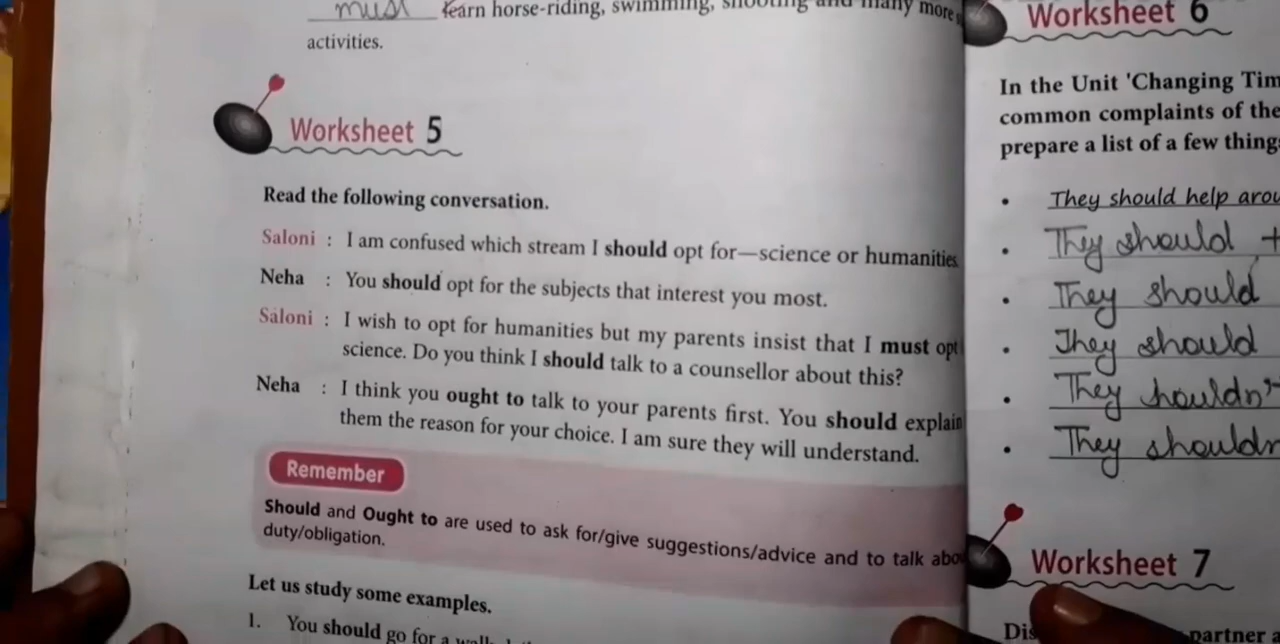 must learn horse-riding, swimming, shooting and many more
activities.
Worksheet 5
Read the following conversation.
Saloni : I am confused which stream I should opt for—science or humanities
Neha : You should opt for the subjects that interest you most.
Saloni : I wish to opt for humanities but my parents insist that I must opt
science. Do you think I should talk to a counsellor about this?
Neha : I think you ought to talk to your parents first. You should explain
them the reason for your choice. I am sure they will understand.
Remember
Should and Ought to are used to ask for/give suggestions/advice and to talk abo
duty/obligation.
Let us study some examples.
1. You should go for a
Worksheet 6
In the Unit 'Changing Tim
common complaints of the
prepare a list of a few thing
• They should help arou
• They should
• They should
• They should
• They houldn't
• They shouldn
Worksheet 7
Dis partner a